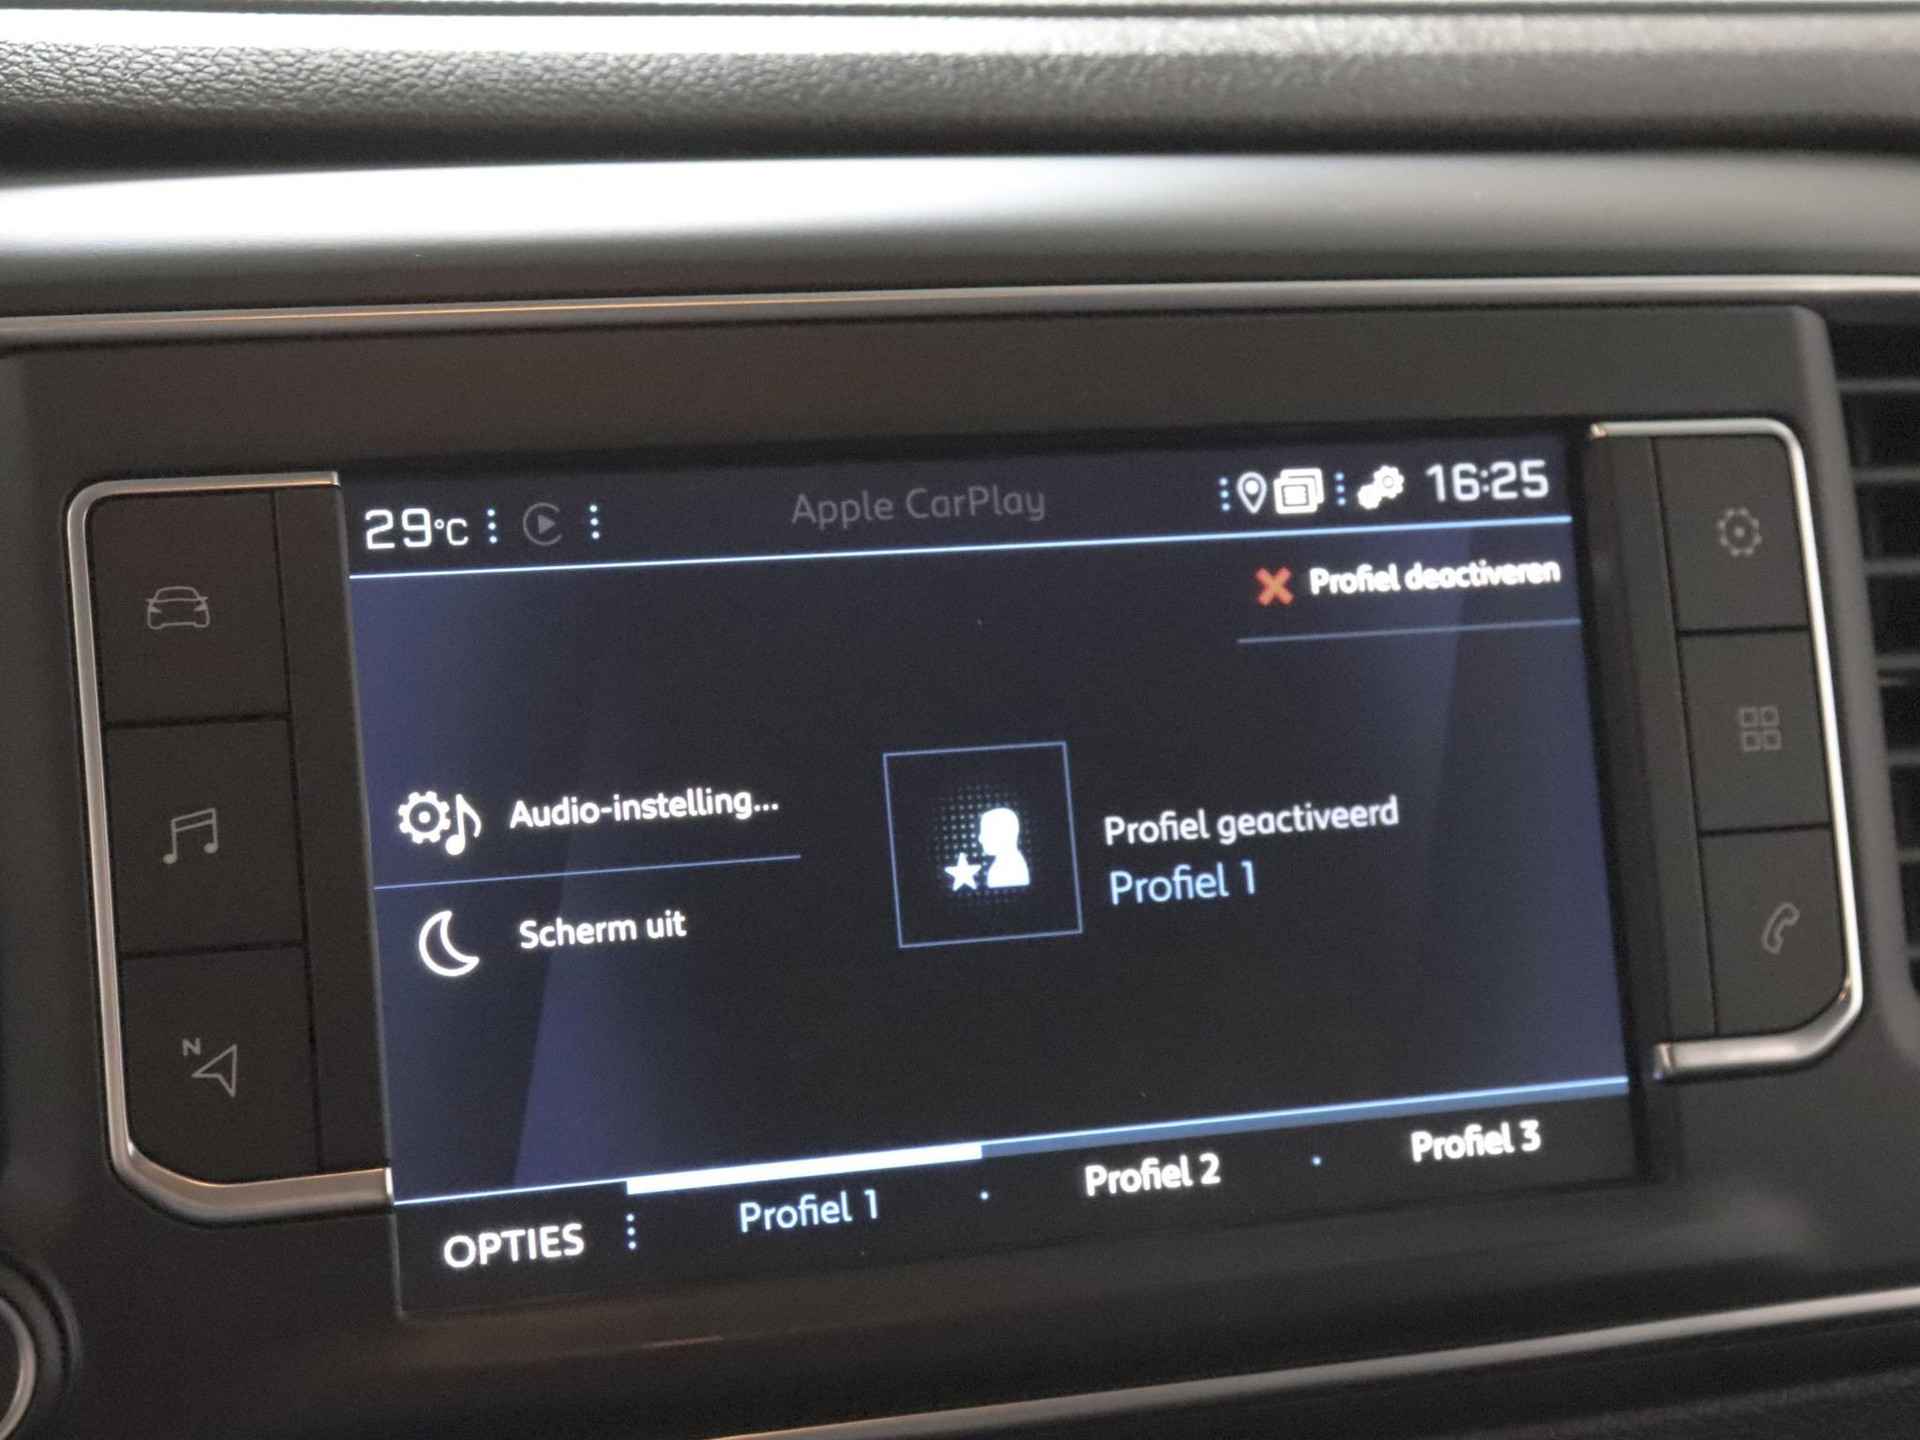 29°C
Apple CarPlay
16:25
Profiel deactiveren
Audio-instelling...
Scherm uit
Profiel geactiveerd
Profiel 1
OPTIES
Profiel 1
Profiel 2
Profiel 3
N